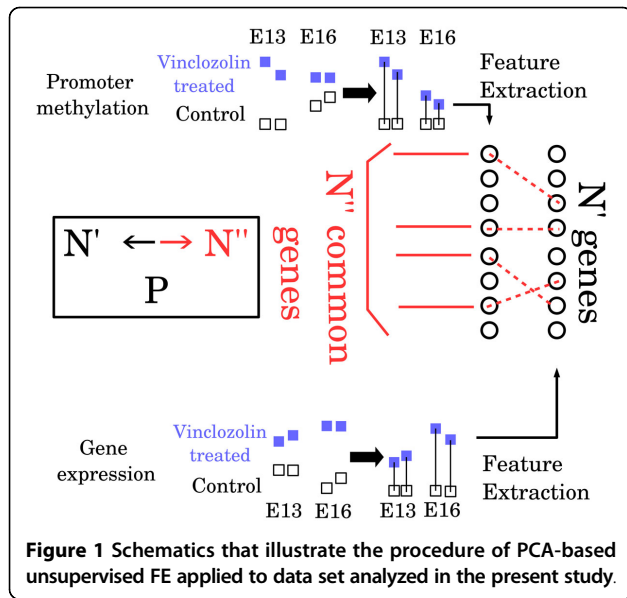 E13 E16 E13 E16
Vinclozolin
treated
Promoter
methylation
Control
Feature
Extraction
N'' common
genes
N' genes
N' N''
P
Vinclozolin
treated
Gene
expression
Control
E13 E16 E13 E16
Feature
Extraction
Figure 1 Schematics that illustrate the procedure of PCA-based
unsupervised FE applied to data set analyzed in the present study.